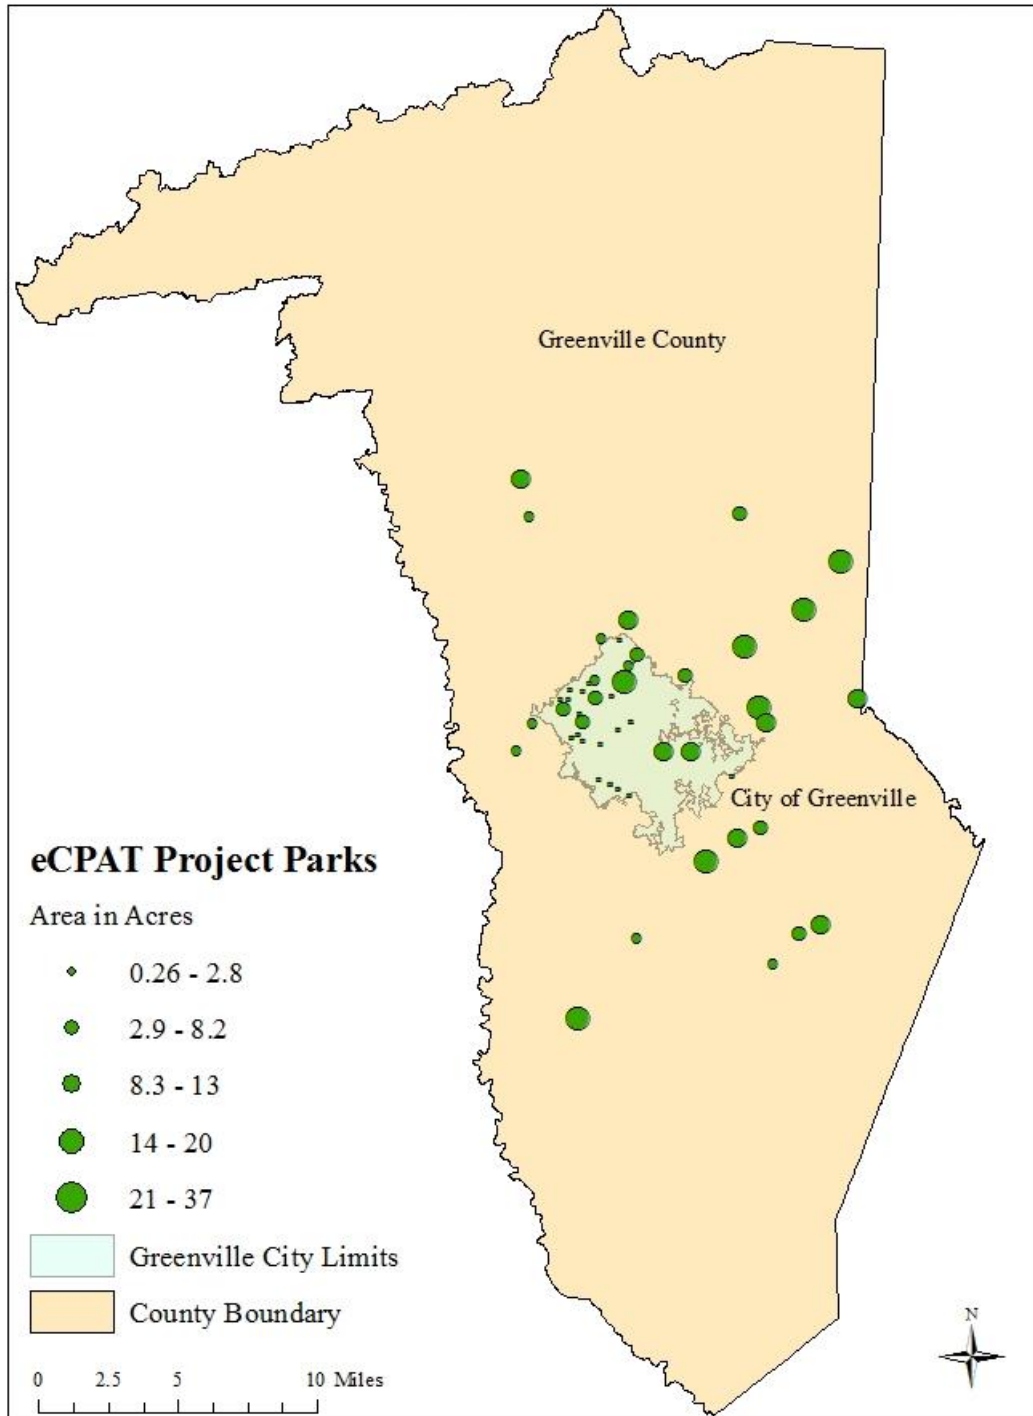 Greenville County
City of Greenville
eCPAT Project Parks
Area in Acres
0.26 - 2.8
2.9 - 8.2
8.3 - 13
14 - 20
21 - 37
Greenville City Limits
County Boundary
N
0 2.5 5 10 Miles